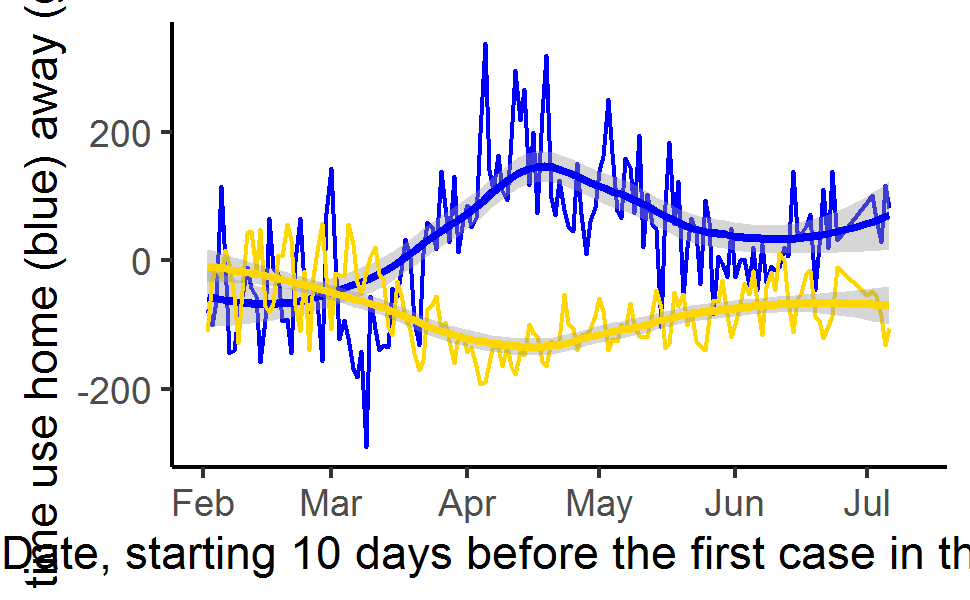 time use home (blue) away (
200
0
-200
Feb Mar Apr May Jun Jul
Date, starting 10 days before the first case in th